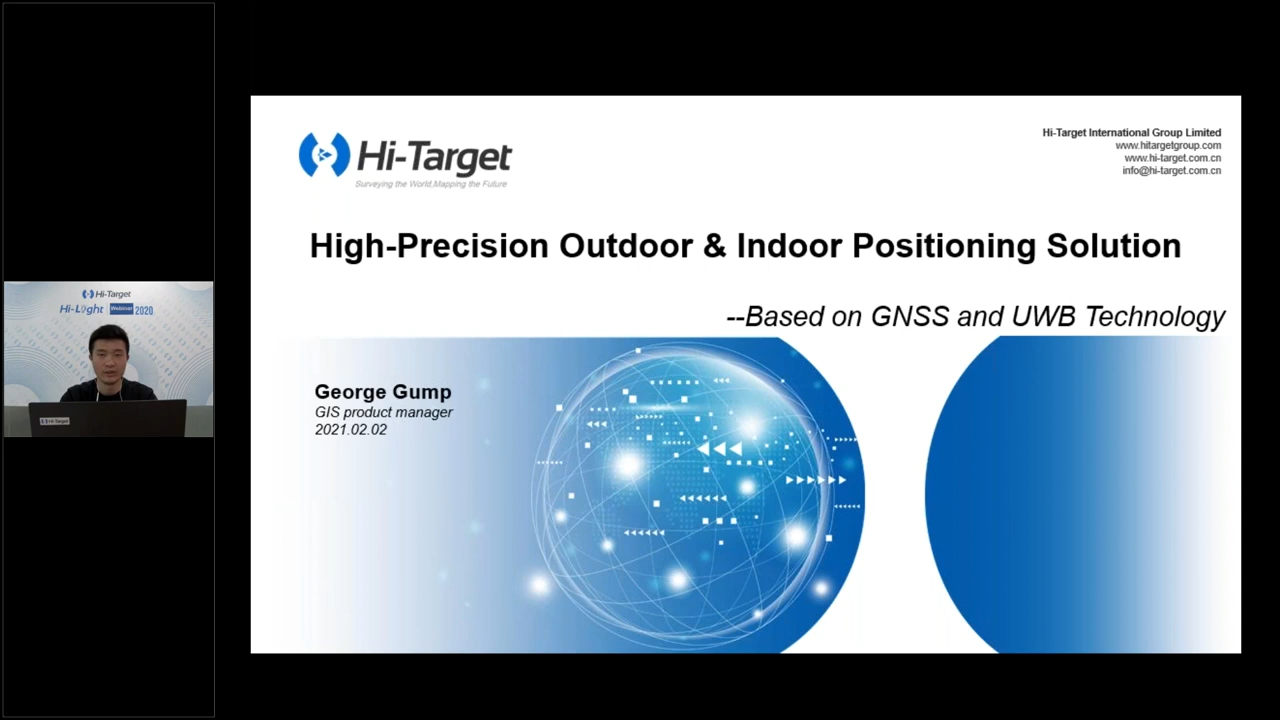 Hi-Target
Hi-Light Webinar 2020
Hi-Target
Hi-Target
Surveying the World,Mapping the Future
Hi-Target International Group Limited
www.hitargetgroup.com
www.hi-target.com.cn
info@hi-target.com.cn
High-Precision Outdoor & Indoor Positioning Solution
--Based on GNSS and UWB Technology
George Gump
GIS product manager
2021.02.02